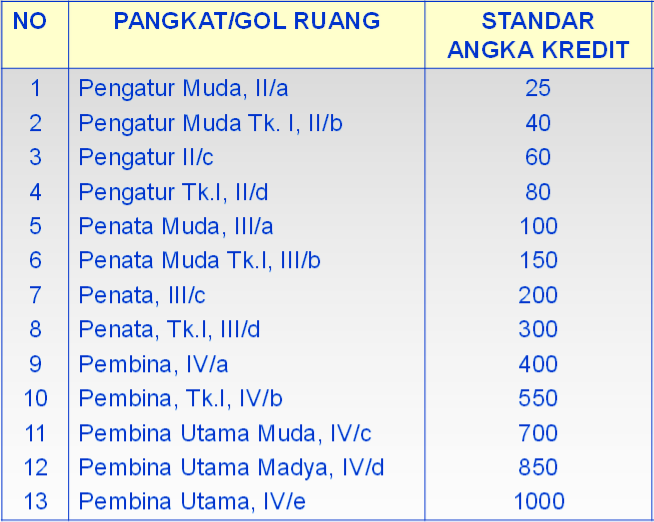 NO PANGKAT/GOL RUANG STANDAR ANGKA KREDIT
1 Pengatur Muda, II/a 25
2 Pengatur Muda Tk. I, II/b 40
3 Pengatur II/c 60
4 Pengatur Tk.I, II/d 80
5 Penata Muda, III/a 100
6 Penata Muda Tk.I, III/b 150
7 Penata, III/c 200
8 Penata, Tk.I, III/d 300
9 Pembina, IV/a 400
10 Pembina, Tk.I, IV/b 550
11 Pembina Utama Muda, IV/c 700
12 Pembina Utama Madya, IV/d 850
13 Pembina Utama, IV/e 1000